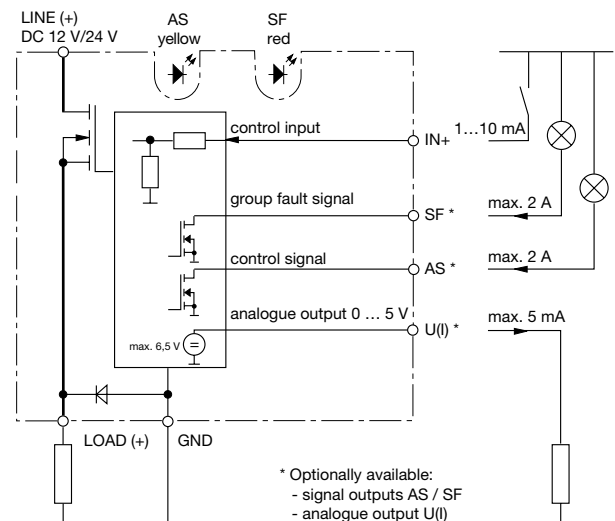 LINE (+)
DC 12 V/24 V
AS
yellow
SF
red
control input
IN+
1…10 mA
group fault signal
SF *
max. 2 A
control signal
AS *
max. 2 A
analogue output 0 … 5 V
U(I) *
max. 5 mA
max. 6,5 V
LOAD (+)
GND
* Optionally available:
- signal outputs AS / SF
- analogue output U(I)